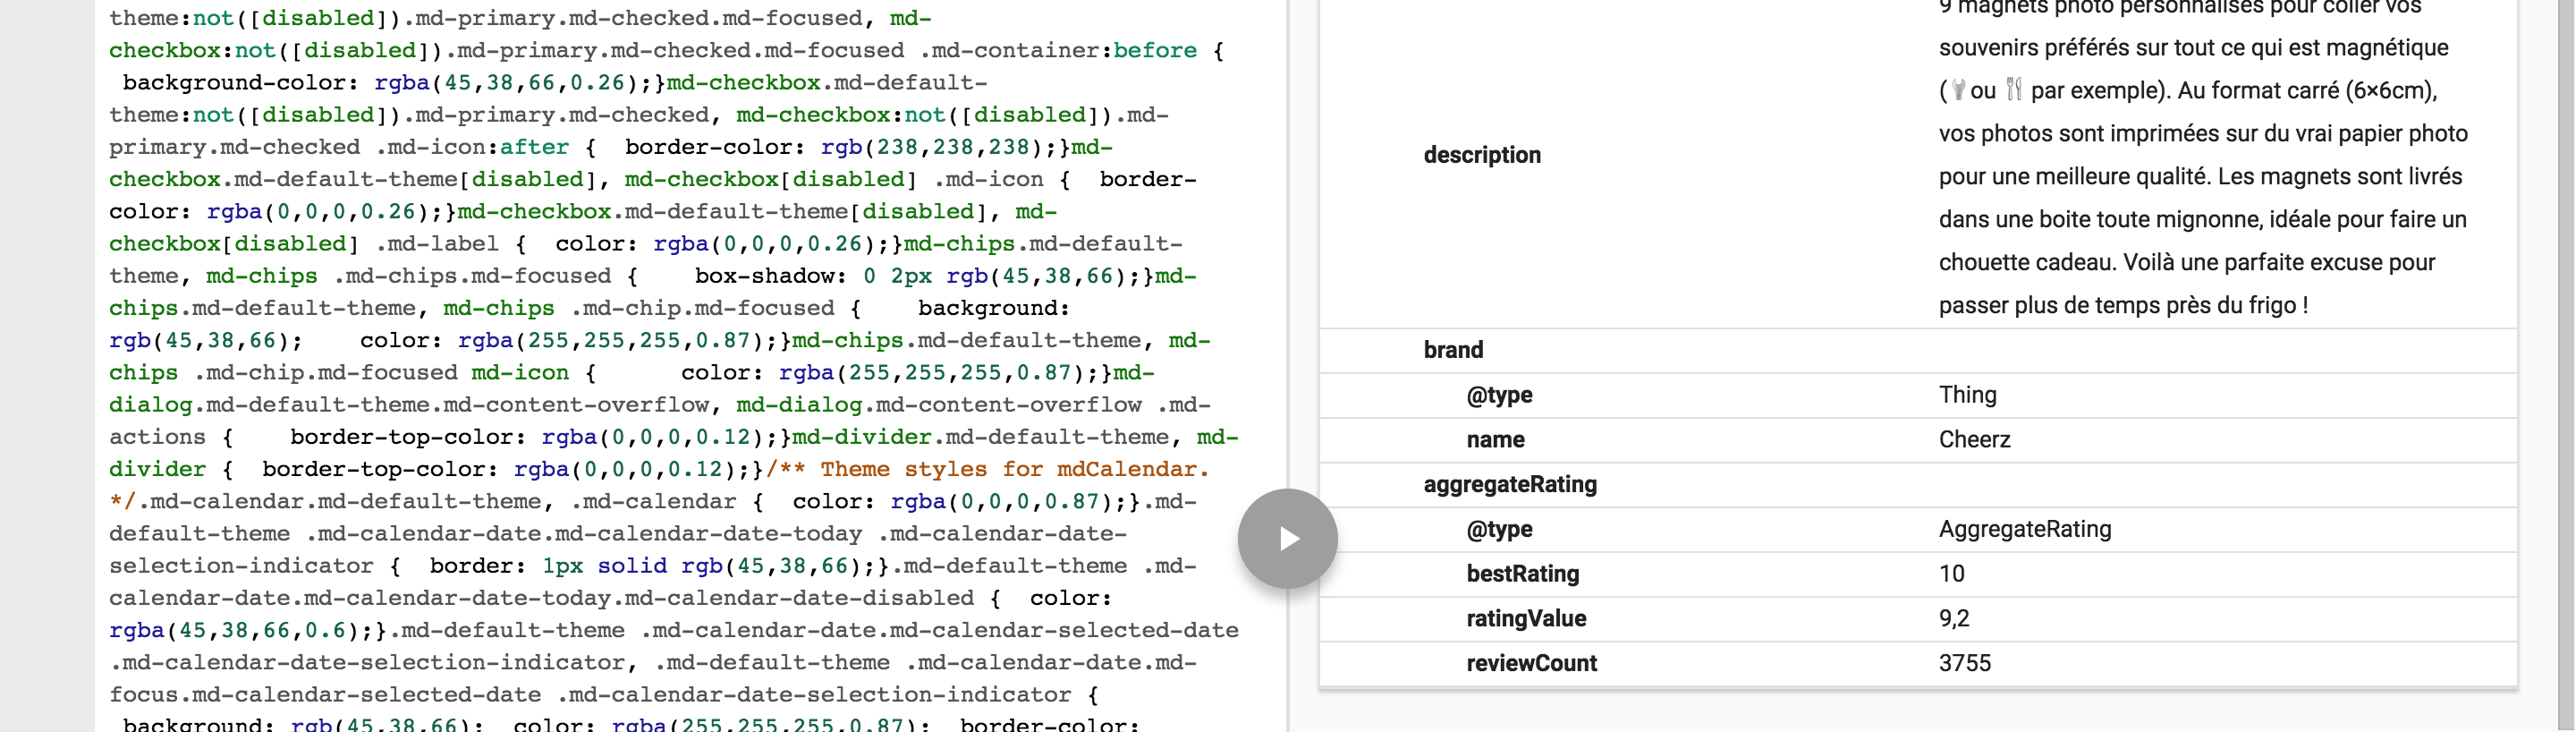 theme:not([disabled]).md-primary.md-checked.md-focused, md-
checkbox:not([disabled]).md-primary.md-checked.md-focused .md-container:before {
background-color: rgba(45,38,66,0.26);}md-checkbox.md-default-
theme:not([disabled]).md-primary.md-checked, md-checkbox:not([disabled]).md-
primary.md-checked .md-icon:after {  border-color: rgb(238,238,238);}md-
checkbox.md-default-theme[disabled], md-checkbox[disabled] .md-icon {  border-
color: rgba(0,0,0,0.26);}md-checkbox.md-default-theme[disabled], md-
checkbox[disabled] .md-label {  color: rgba(0,0,0,0.26);}md-chips.md-default-
theme, md-chips .md-chips.md-focused {    box-shadow: 0 2px rgb(45,38,66);}md-
chips.md-default-theme, md-chips .md-chip.md-focused {    background:
rgb(45,38,66);    color: rgba(255,255,255,0.87);}md-chips.md-default-theme, md-
chips .md-chip.md-focused md-icon {      color: rgba(255,255,255,0.87);}md-
dialog.md-default-theme.md-content-overflow, md-dialog.md-content-overflow .md-
actions {    border-top-color: rgba(0,0,0,0.12);}md-divider.md-default-theme, md-
divider {  border-top-color: rgba(0,0,0,0.12);}/** Theme styles for mdCalendar.
*/.md-calendar.md-default-theme, .md-calendar {  color: rgba(0,0,0,0.87);}.md-
default-theme .md-calendar-date.md-calendar-date-today .md-calendar-date-
selection-indicator {  border: 1px solid rgb(45,38,66);}.md-default-theme .md-
calendar-date.md-calendar-date-today.md-calendar-date-disabled {  color:
rgba(45,38,66,0.6);}.md-default-theme .md-calendar-date.md-calendar-selected-date
.md-calendar-date-selection-indicator, .md-default-theme .md-calendar-date.md-
focus.md-calendar-selected-date .md-calendar-date-selection-indicator {
background: rgb(45,38,66);  color: rgba(255,255,255,0.87);  border-color:
description
9 magnets photo personnalisés pour coller vos
souvenirs préférés sur tout ce qui est magnétique
(🔧ou 🍴 par exemple). Au format carré (6×6cm),
vos photos sont imprimées sur du vrai papier photo
pour une meilleure qualité. Les magnets sont livrés
dans une boite toute mignonne, idéale pour faire un
chouette cadeau. Voilà une parfaite excuse pour
passer plus de temps près du frigo !
brand
@type Thing
name Cheerz
aggregateRating
@type AggregateRating
bestRating 10
ratingValue 9,2
reviewCount 3755